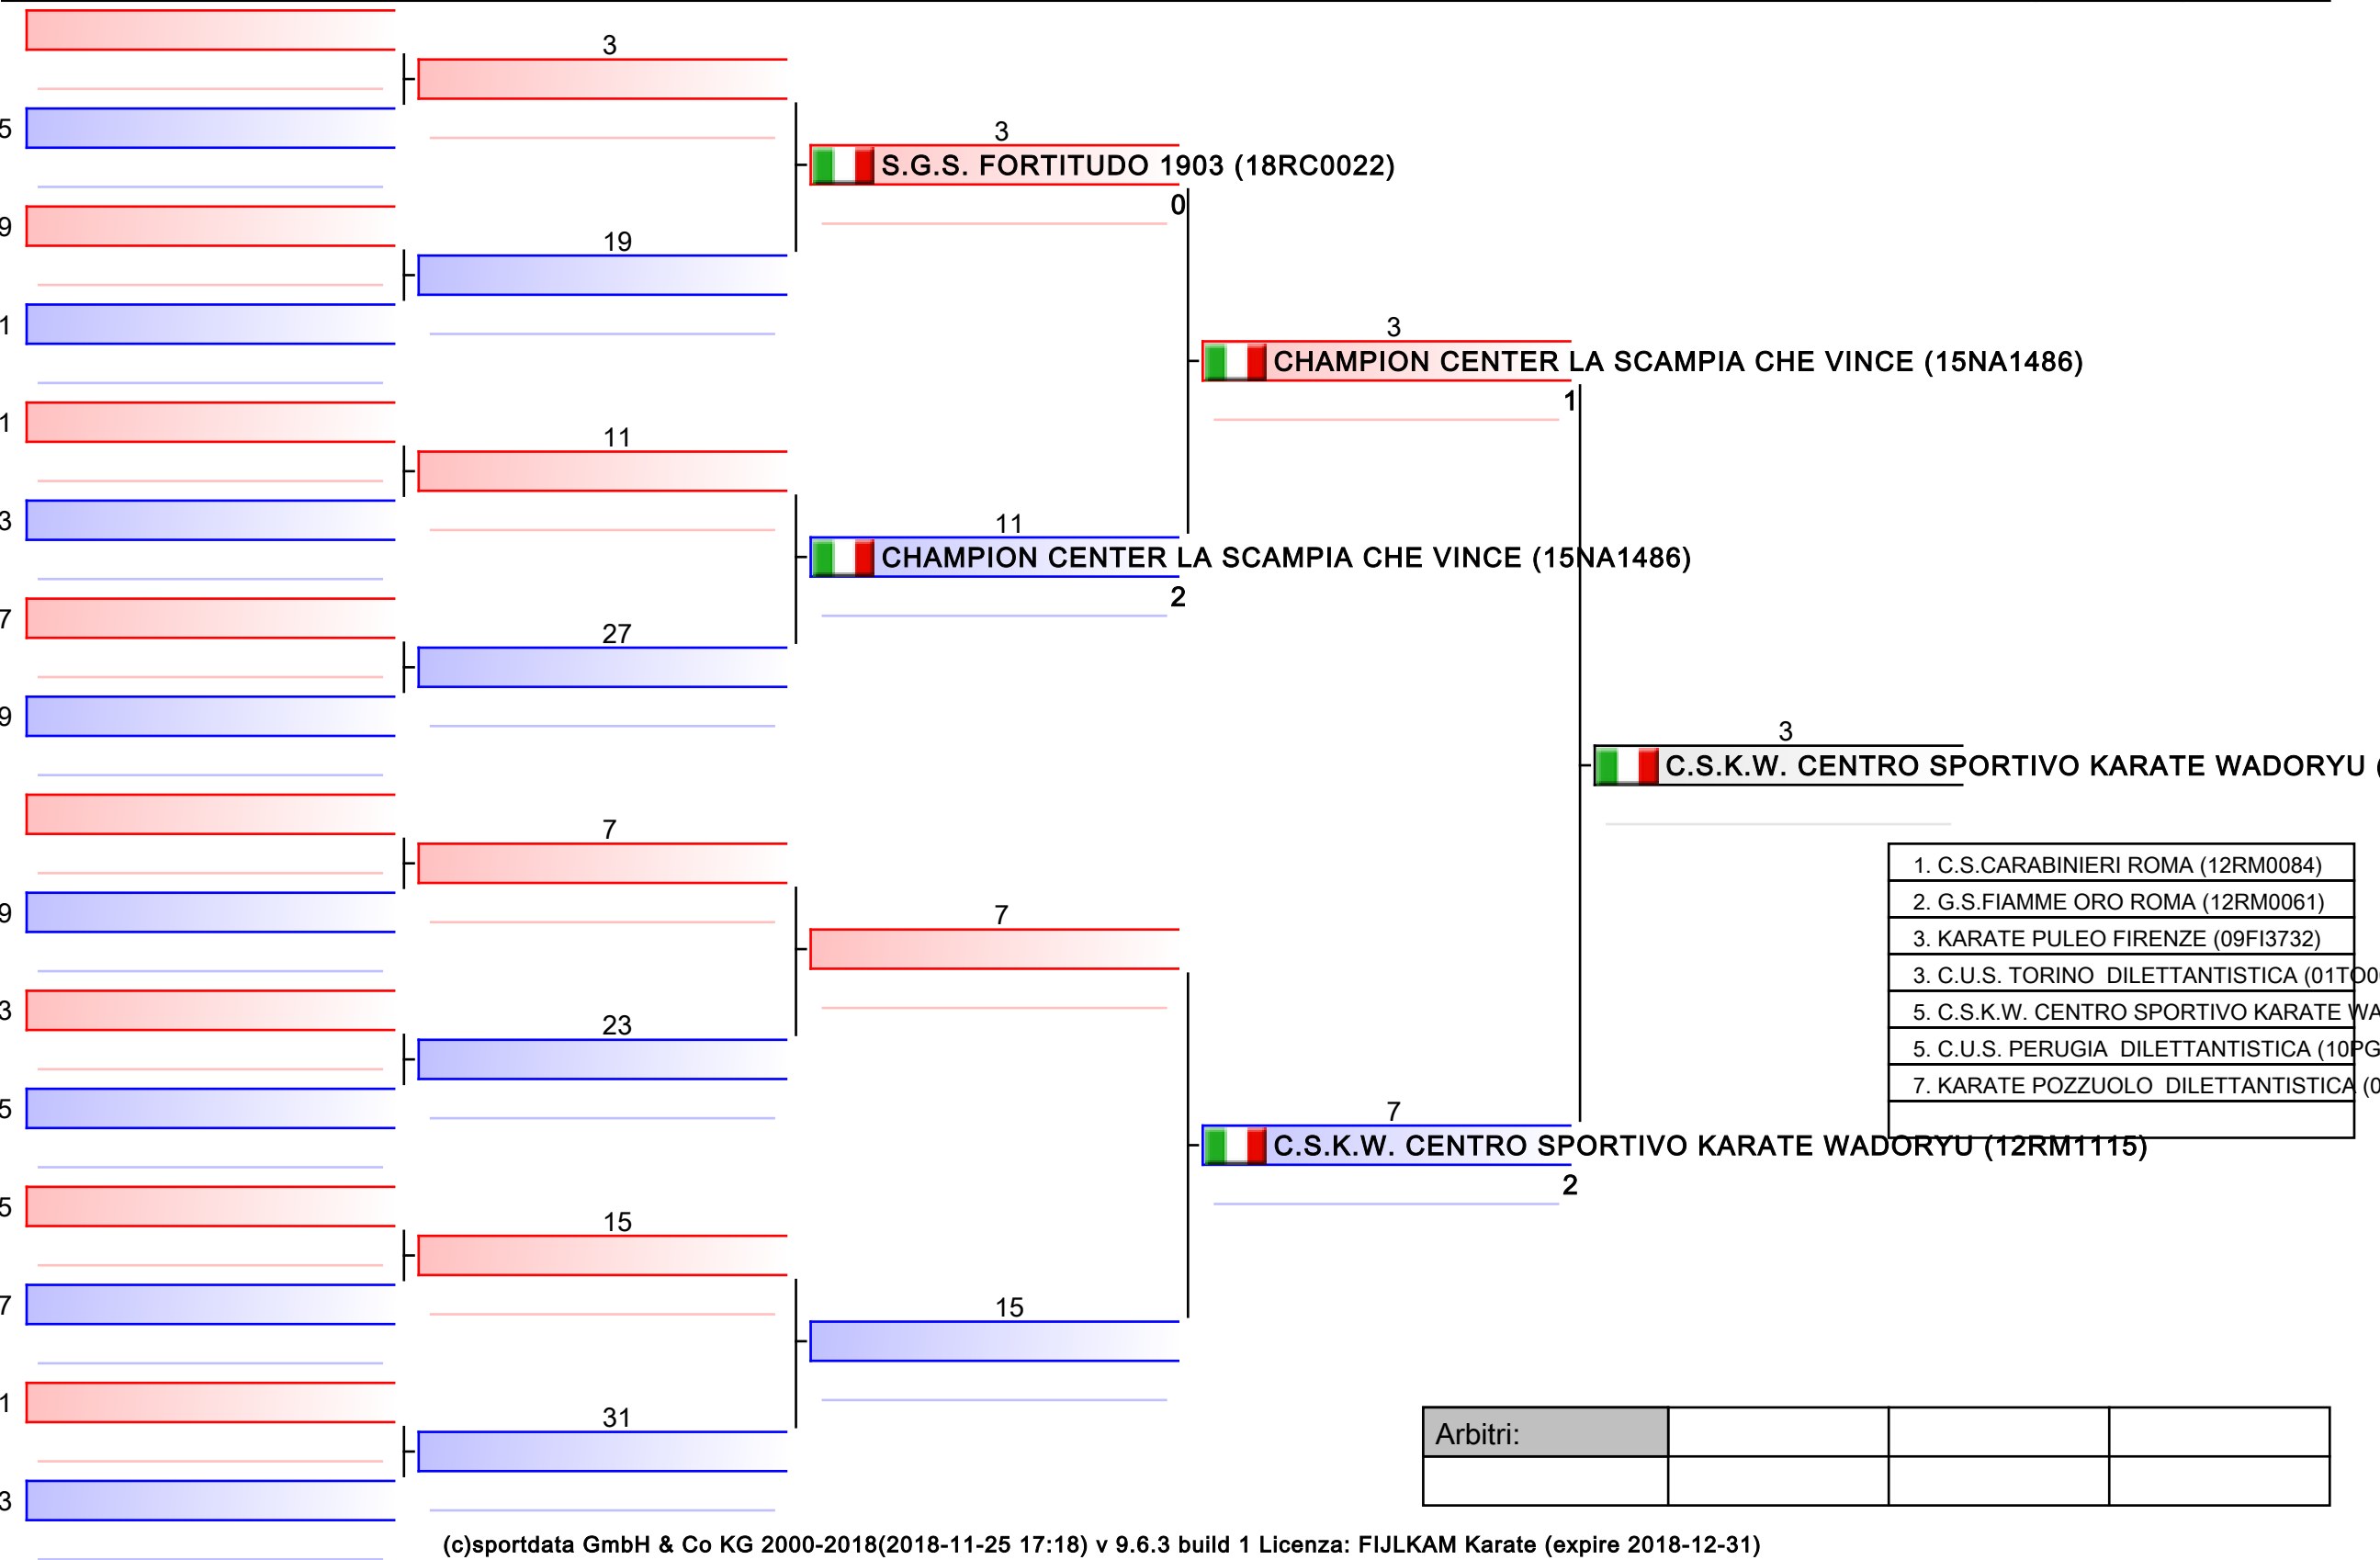 3
5
3
S.G.S. FORTITUDO 1903 (18RC0022)
0
9
19
1
3
CHAMPION CENTER LA SCAMPIA CHE VINCE (15NA1486)
1
1
11
3
11
CHAMPION CENTER LA SCAMPIA CHE VINCE (15NA1486)
2
7
27
9
3
C.S.K.W. CENTRO SPORTIVO KARATE WADORYU (
7
1. C.S.CARABINIERI ROMA (12RM0084)
2. G.S.FIAMME ORO ROMA (12RM0061)
9
7
3. KARATE PULEO FIRENZE (09FI3732)
3. C.U.S. TORINO  DILETTANTISTICA (01TO0
3
23
5. C.S.K.W. CENTRO SPORTIVO KARATE WA
5. C.U.S. PERUGIA  DILETTANTISTICA (10PG
7. KARATE POZZUOLO  DILETTANTISTICA (0
5
7
C.S.K.W. CENTRO SPORTIVO KARATE WADORYU (12RM1115)
2
5
15
7
15
1
31
Arbitri:
3
(c)sportdata GmbH & Co KG 2000-2018(2018-11-25 17:18) v 9.6.3 build 1 Licenza: FIJLKAM Karate (expire 2018-12-31)